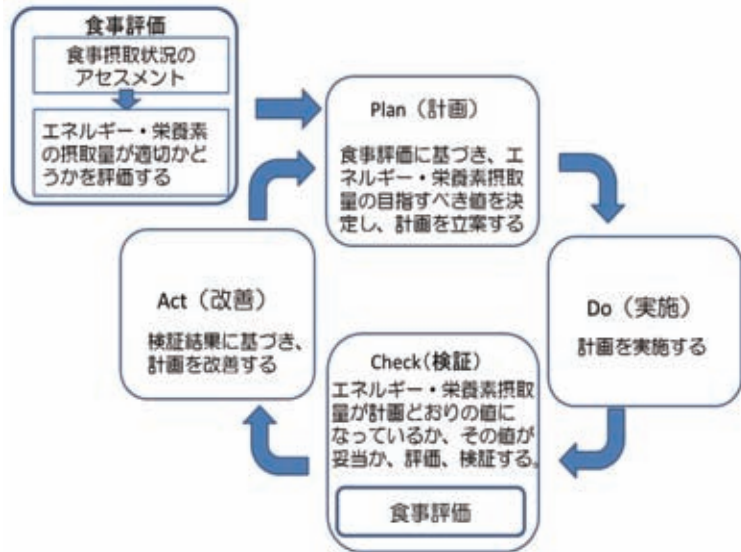 食事評価
食事摂取状況の
アセスメント
エネルギー・栄養素
の摂取量が適切かど
うかを評価する
Plan（計画）
食事評価に基づき、エ
ネルギー・栄養素摂取
量の目指すべき値を決
定し、計画を立案する
Do（実施）
計画を実施する
Check（検証）
エネルギー・栄養素摂取
量が計画どおりの値に
なっているか、その値が
妥当か、評価、検証する。
食事評価
Act（改善）
検証結果に基づき、
計画を改善する